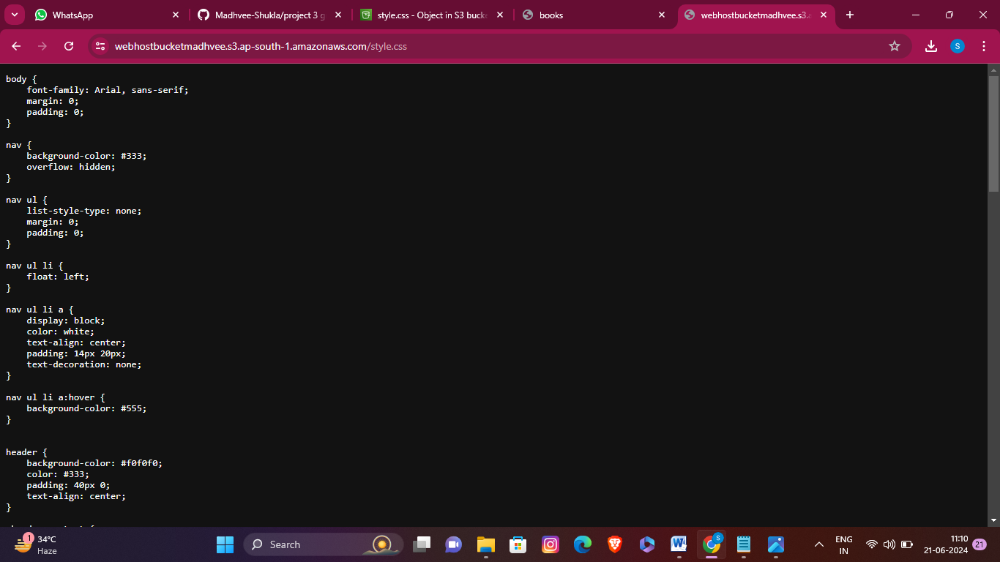 WhatsApp
Madhvee-Shukla/project 3 g
style.css - Object in S3 bucke
books
webhostbucketmadhvee.s3.a
webhostbucketmadhvee.s3.ap-south-1.amazonaws.com/style.css
S
body {
    font-family: Arial, sans-serif;
    margin: 0;
    padding: 0;
}
nav {
    background-color: #333;
    overflow: hidden;
}
nav ul {
    list-style-type: none;
    margin: 0;
    padding: 0;
}
nav ul li {
    float: left;
}
nav ul li a {
    display: block;
    color: white;
    text-align: center;
    padding: 14px 20px;
    text-decoration: none;
}
nav ul li a:hover {
    background-color: #555;
}
header {
    background-color: #f0f0f0;
    color: #333;
    padding: 40px 0;
    text-align: center;
}
1
34°C
Haze
Search
W
S
ENG
IN
11:10
21-06-2024
21